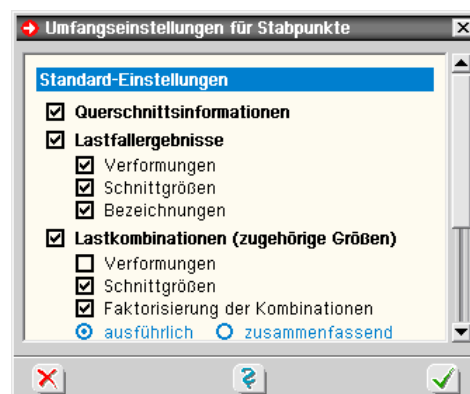 Umfangseinstellungen für Stabpunkte
Standard-Einstellungen
Querschnittsinformationen
Lastfallergebnisse
Verformungen
Schnittgrößen
Bezeichnungen
Lastkombinationen (zugehörige Größen)
Verformungen
Schnittgrößen
Faktorisierung der Kombinationen
ausführlich zusammenfassend